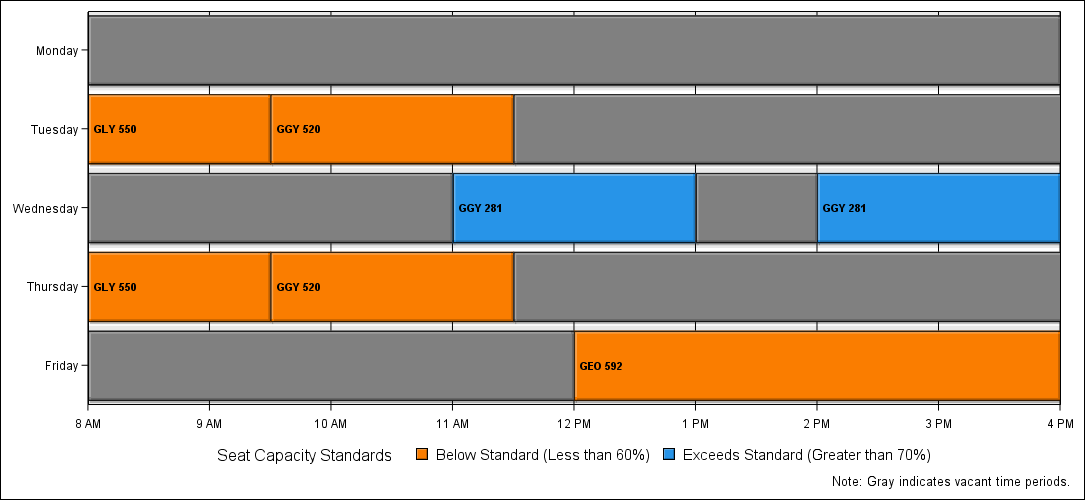 Monday
Tuesday
GLY 550 GGY 520
Wednesday
GGY 281 GGY 281
Thursday
GLY 550 GGY 520
Friday
GEO 592
8 AM 9 AM 10 AM 11 AM 12 PM 1 PM 2 PM 3 PM 4 PM
Seat Capacity Standards Below Standard (Less than 60%) Exceeds Standard (Greater than 70%)
Note: Gray indicates vacant time periods.